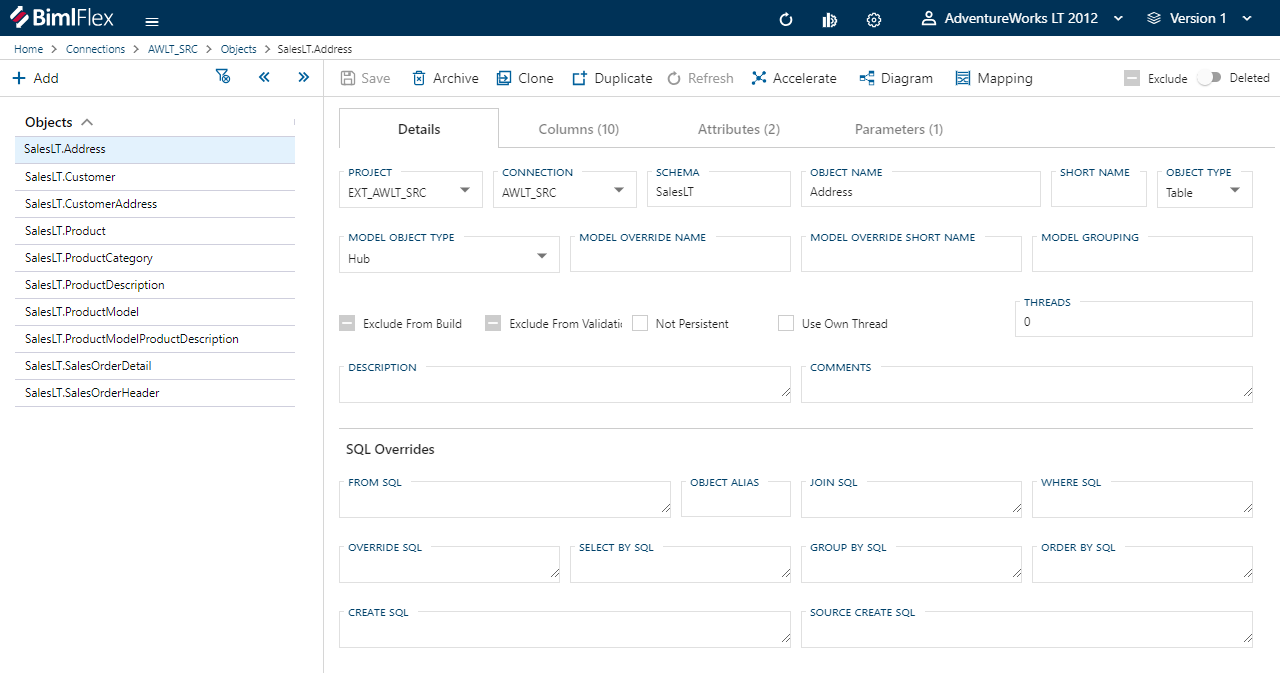 BimlFlex AdventureWorks LT 2012 Version 1
Home Connections AWLT_SRC Objects SalesLT.Address
Add Save Archive Clone Duplicate Refresh Accelerate Diagram Mapping Exclude Deleted
Objects
SalesLT.Address
SalesLT.Customer
SalesLT.CustomerAddress
SalesLT.Product
SalesLT.ProductCategory
SalesLT.ProductDescription
SalesLT.ProductModel
SalesLT.ProductModelProductDescription
SalesLT.SalesOrderDetail
SalesLT.SalesOrderHeader
Details Columns (10) Attributes (2) Parameters (1)
PROJECT CONNECTION SCHEMA OBJECT NAME SHORT NAME OBJECT TYPE
EXT_AWLT_SRC AWLT_SRC SalesLT Address Table
MODEL OBJECT TYPE MODEL OVERRIDE NAME MODEL OVERRIDE SHORT NAME MODEL GROUPING
Hub
THREADS
Exclude From Build Exclude From Validatic Not Persistent Use Own Thread 0
DESCRIPTION COMMENTS
SQL Overrides
FROM SQL OBJECT ALIAS JOIN SQL WHERE SQL
OVERRIDE SQL SELECT BY SQL GROUP BY SQL ORDER BY SQL
CREATE SQL SOURCE CREATE SQL